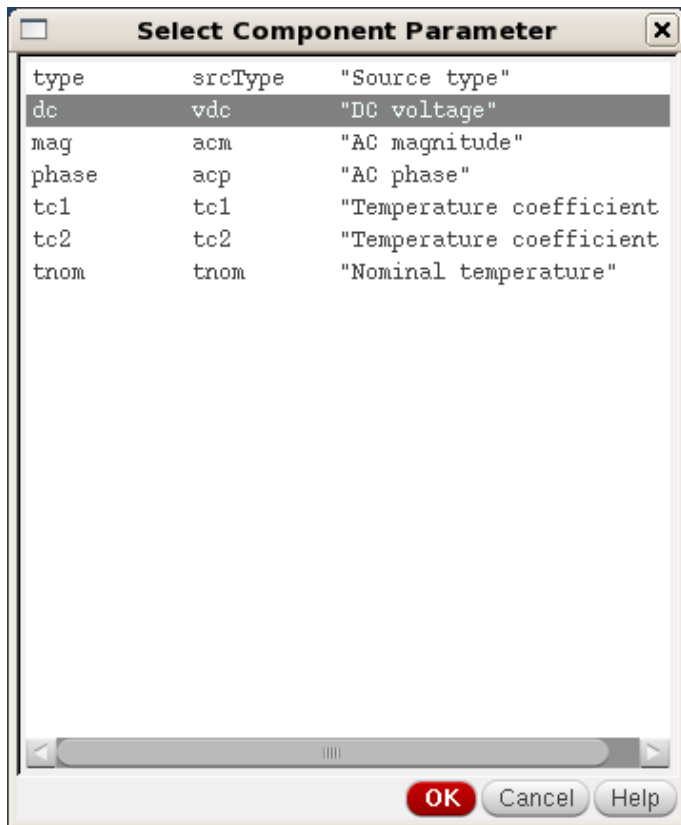 Select Component Parameter
type srcType "Source type"
dc vdc "DC voltage"
mag acm "AC magnitude"
phase acp "AC phase"
tc1 tc1 "Temperature coefficient
tc2 tc2 "Temperature coefficient
tnom tnom "Nominal temperature"
OK Cancel Help